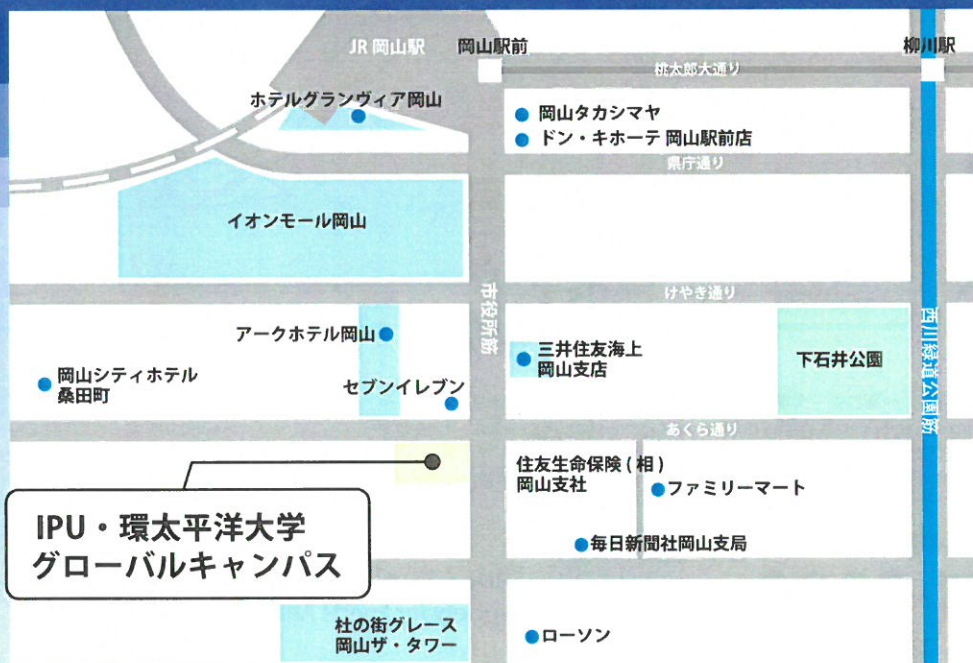 JR 岡山駅
岡山駅前
柳川駅
桃太郎大通り
ホテルグランヴィア岡山
岡山タカシマヤ
ドン・キホーテ 岡山駅前店
県庁通り
イオンモール岡山
けやき通り
市役所筋
西川緑道公園筋
アークホテル岡山
三井住友海上
岡山支店
下石井公園
岡山シティホテル
桑田町
セブンイレブン
あくら通り
住友生命保険 ( 相 )
岡山支社
ファミリーマート
IPU・環太平洋大学
グローバルキャンパス
毎日新聞社岡山支局
杜の街グレース
岡山ザ・タワー
ローソン